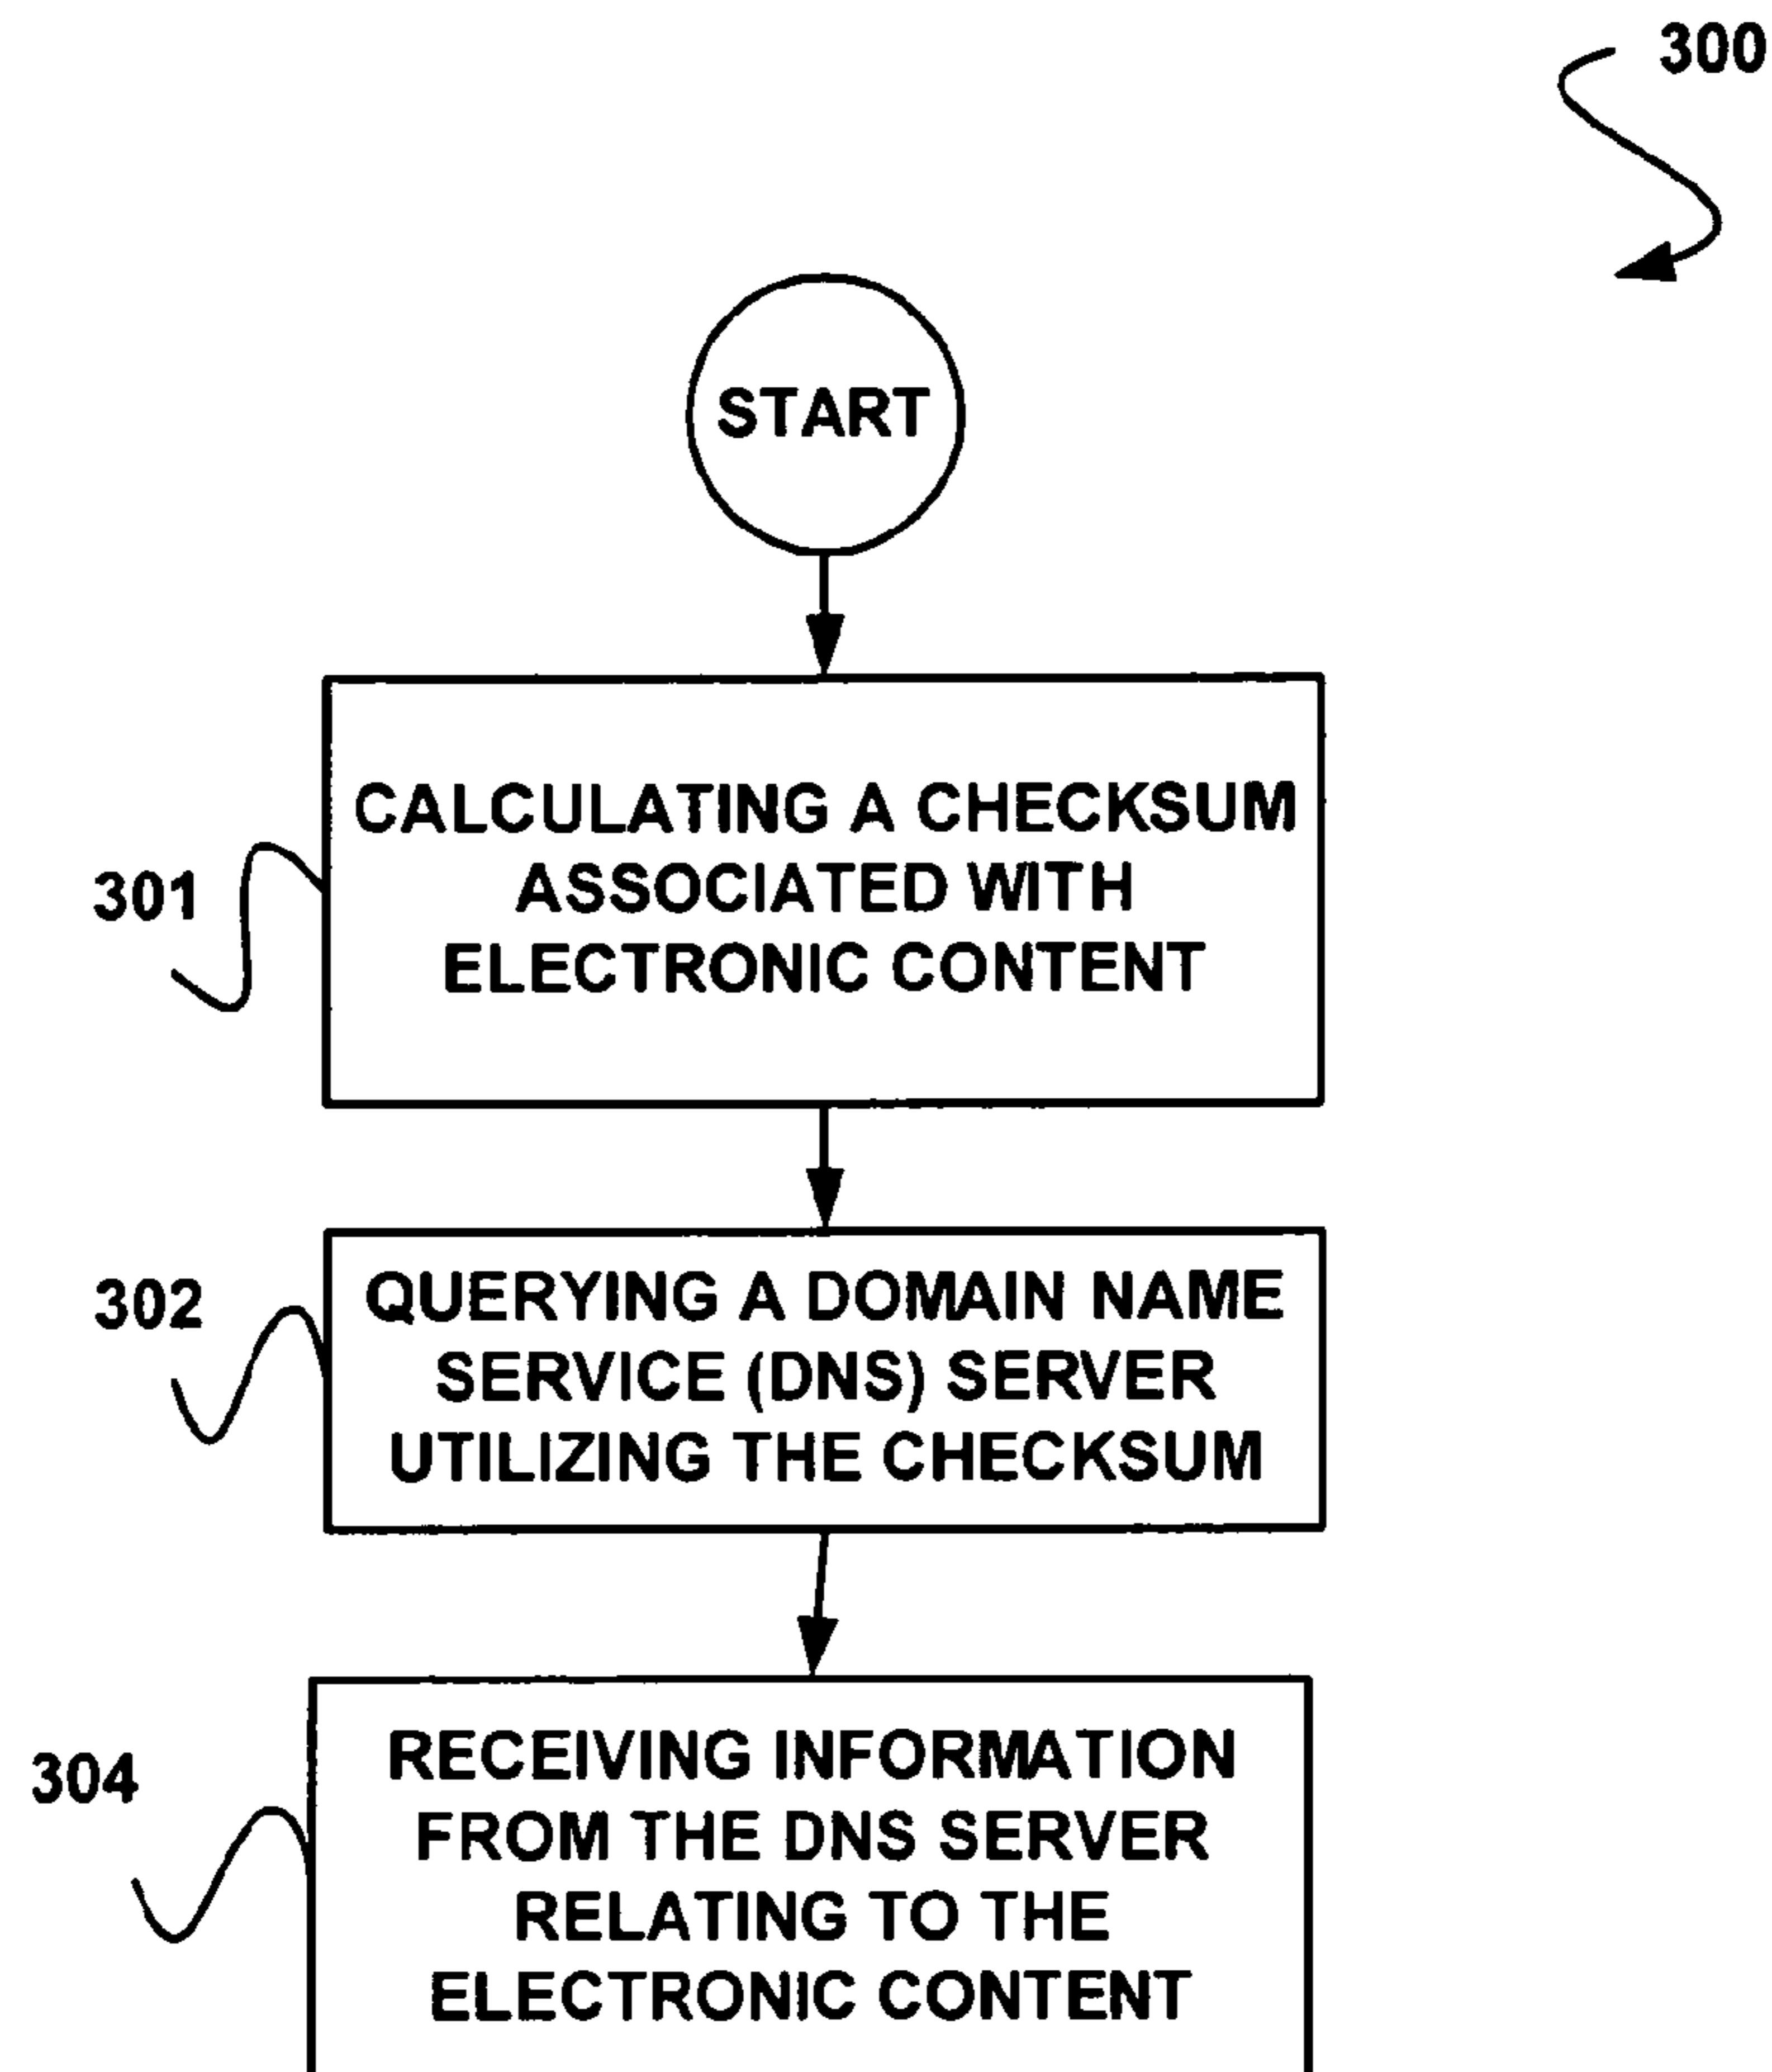 300
START
301
CALCULATING A CHECKSUM
ASSOCIATED WITH
ELECTRONIC CONTENT
302
QUERYING A DOMAIN NAME
SERVICE (DNS) SERVER
UTILIZING THE CHECKSUM
304
RECEIVING INFORMATION
FROM THE DNS SERVER
RELATING TO THE
ELECTRONIC CONTENT